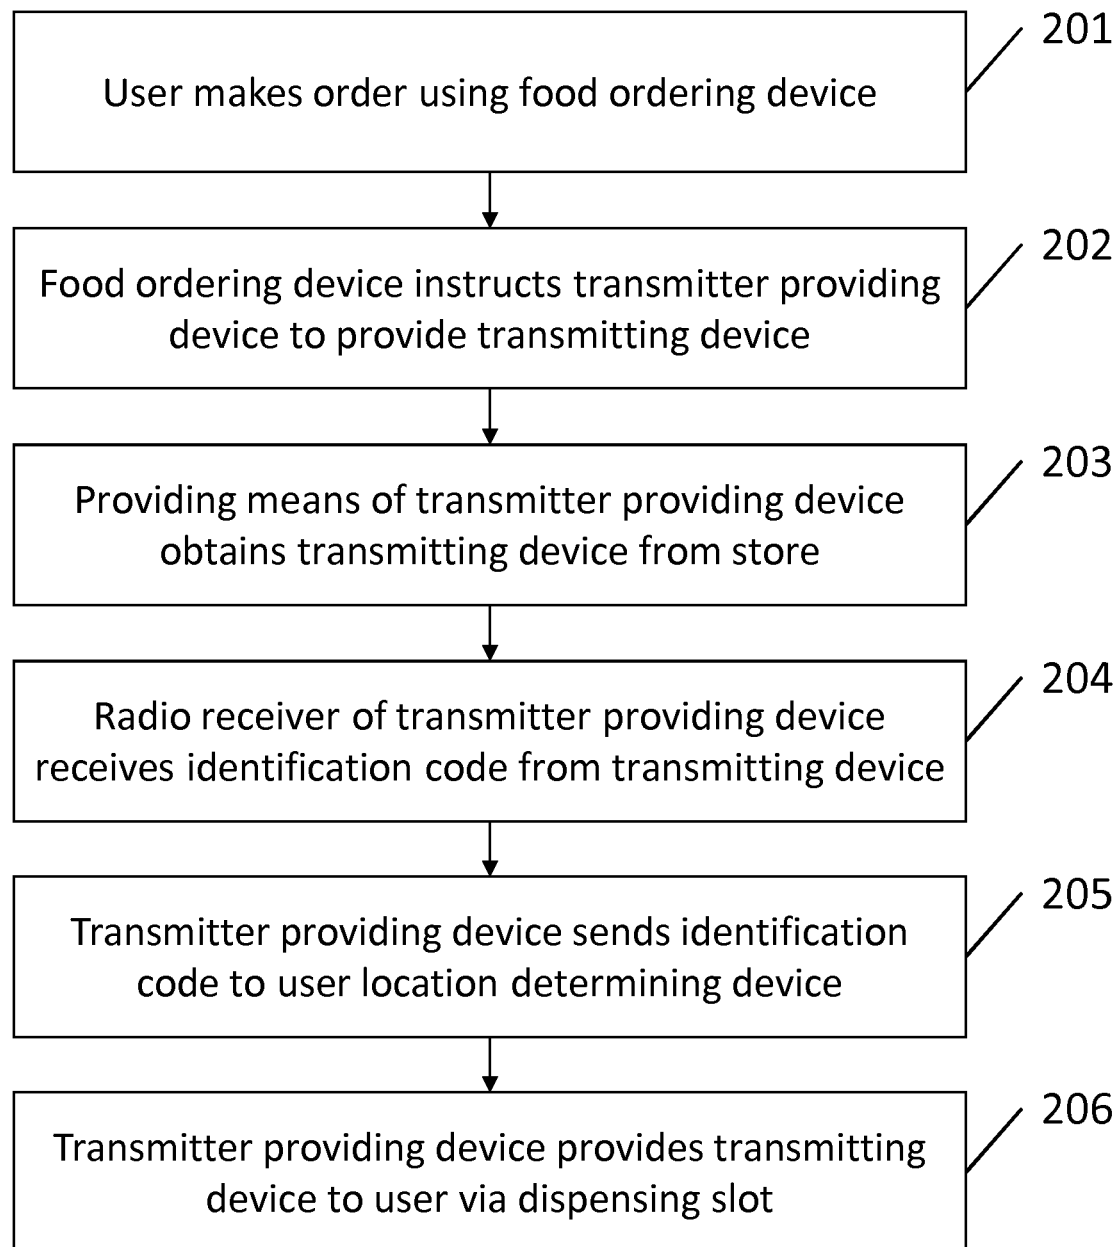 201
User makes order using food ordering device
202
Food ordering device instructs transmitter providing
device to provide transmitting device
203
Providing means of transmitter providing device
obtains transmitting device from store
204
Radio receiver of transmitter providing device
receives identification code from transmitting device
205
Transmitter providing device sends identification
code to user location determining device
206
Transmitter providing device provides transmitting
device to user via dispensing slot